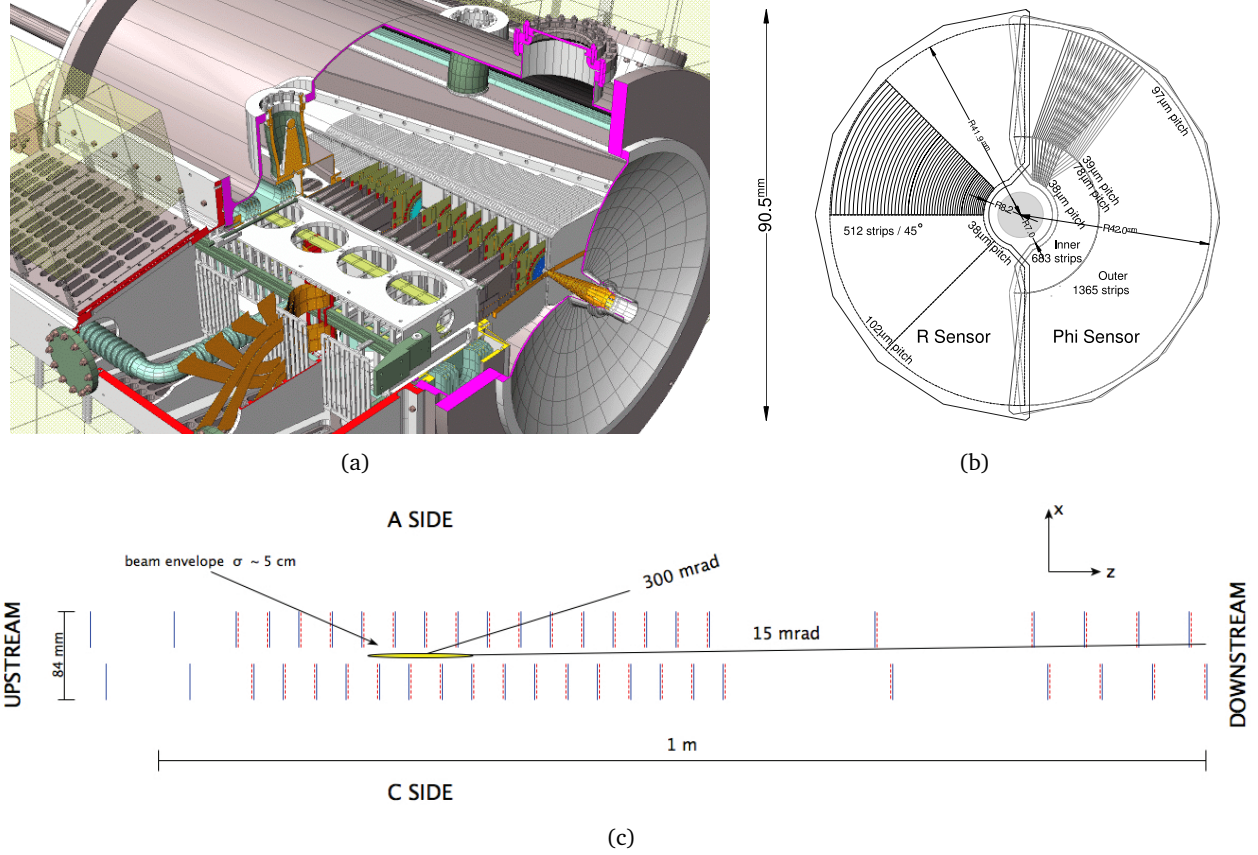 90.5mm
R41.9mm
97µm pitch
39µm pitch
78µm pitch
38µm pitch
R8.2
R7.0
R42.0mm
512 strips / 45°
38µm pitch
Inner
683 strips
Outer
1365 strips
102µm pitch
R Sensor
Phi Sensor
(a)
(b)
A SIDE
x
z
beam envelope σ ~ 5 cm
300 mrad
15 mrad
UPSTREAM
84 mm
DOWNSTREAM
1 m
C SIDE
(c)